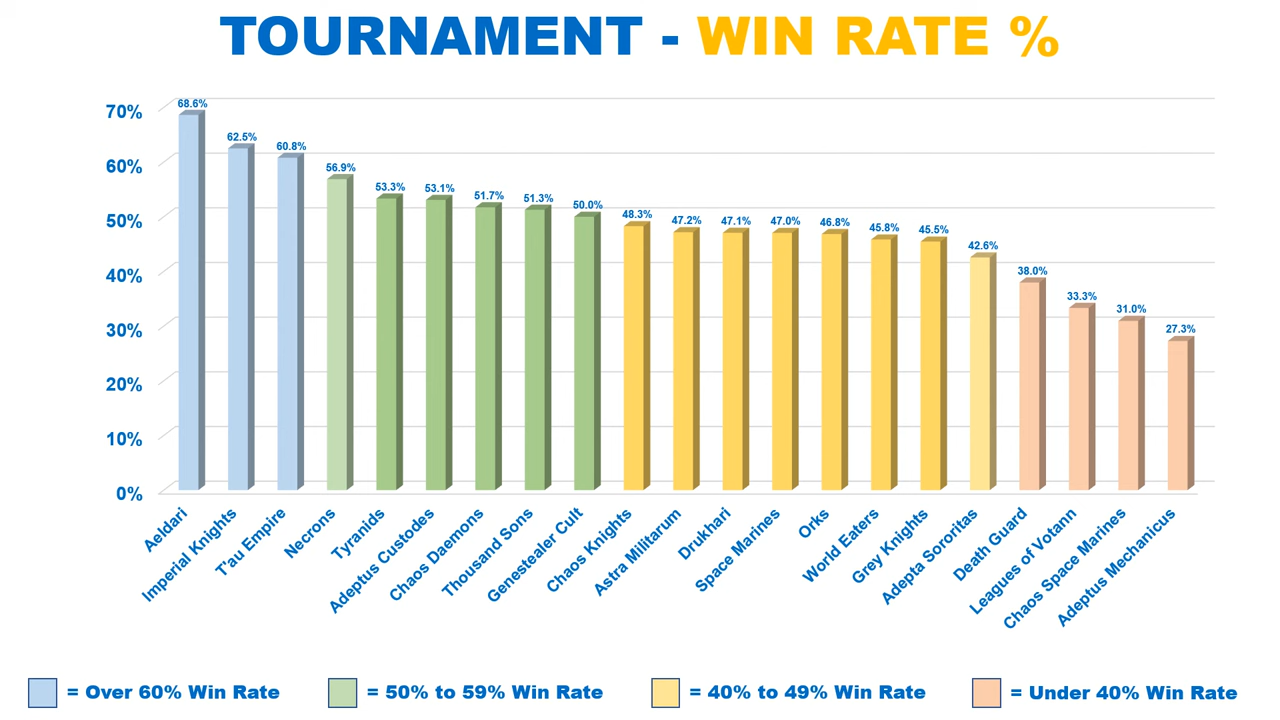 TOURNAMENT - WIN RATE %
70%
60%
50%
40%
30%
20%
10%
0%
68.6%
62.5%
60.8%
56.9%
53.3%
53.1%
51.7%
51.3%
50.0%
48.3%
47.2%
47.1%
47.0%
46.8%
45.8%
45.5%
42.6%
38.0%
33.3%
31.0%
27.3%
Aeldari
Imperial Knights
T'au Empire
Necrons
Tyranids
Adeptus Custodes
Chaos Daemons
Thousand Sons
Genestealer Cult
Chaos Knights
Astra Militarum
Drukhari
Space Marines
Orks
World Eaters
Grey Knights
Adepta Sororitas
Death Guard
Leagues of Votann
Chaos Space Marines
Adeptus Mechanicus
= Over 60% Win Rate
= 50% to 59% Win Rate
= 40% to 49% Win Rate
= Under 40% Win Rate